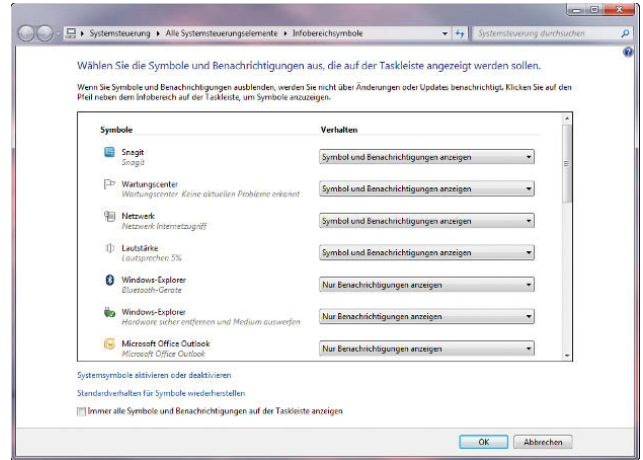 Systemsteuerung ▸ Alle Systemsteuerungselemente ▸ Infobereichsymbole
Systemsteuerung durchsuchen
Wählen Sie die Symbole und Benachrichtigungen aus, die auf der Taskleiste angezeigt werden sollen.
Wenn Sie Symbole und Benachrichtigungen ausblenden, werden Sie nicht über Änderungen oder Updates benachrichtigt. Klicken Sie auf den
Pfeil neben dem Infobereich auf der Taskleiste, um Symbole anzuzeigen.
Symbole Verhalten
Snagit
Snagit
Symbol und Benachrichtigungen anzeigen
Wartungscenter
Wartungscenter Keine aktuellen Probleme erkannt
Symbol und Benachrichtigungen anzeigen
Netzwerk
Netzwerk Internetzugriff
Symbol und Benachrichtigungen anzeigen
Lautstärke
Lautsprecher: 5%
Symbol und Benachrichtigungen anzeigen
Windows-Explorer
Bluetooth-Geräte
Nur Benachrichtigungen anzeigen
Windows-Explorer
Hardware sicher entfernen und Medium auswerfen
Nur Benachrichtigungen anzeigen
Microsoft Office Outlook
Microsoft Office Outlook
Nur Benachrichtigungen anzeigen
Systemsymbole aktivieren oder deaktivieren
Standardverhalten für Symbole wiederherstellen
Immer alle Symbole und Benachrichtigungen auf der Taskleiste anzeigen
OK Abbrechen